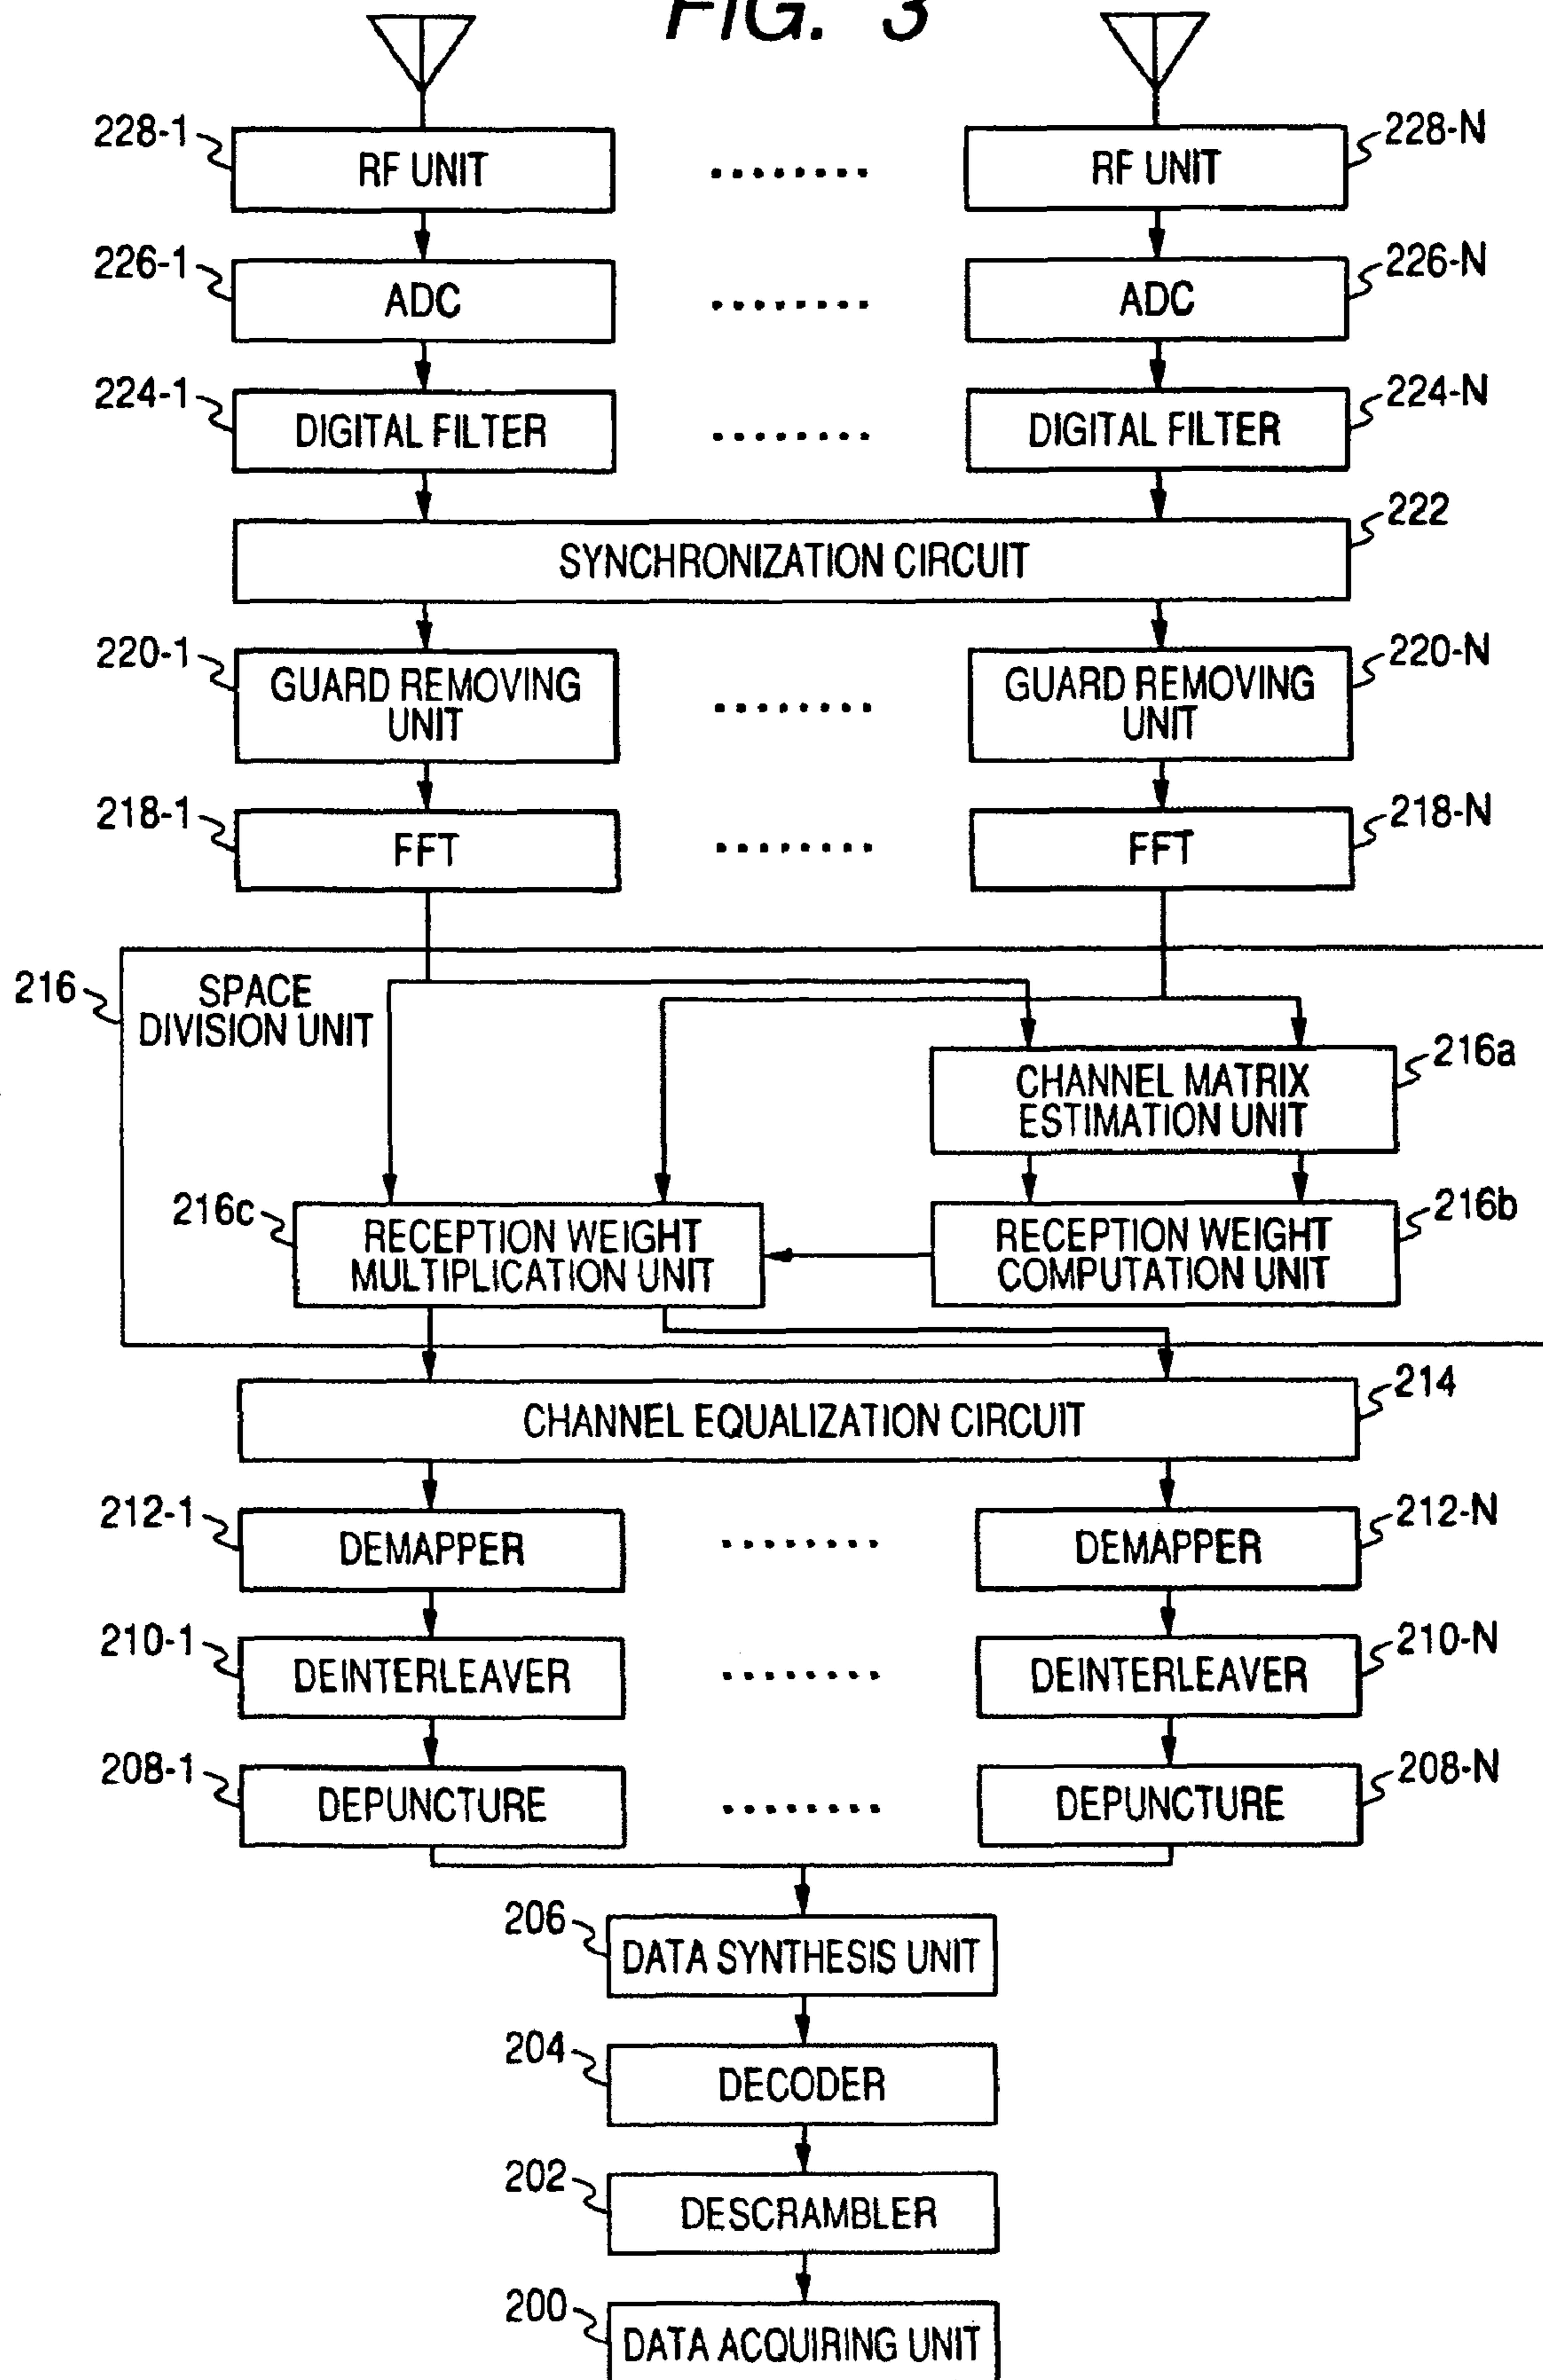 FIG. 3
228-1
RF UNIT
........
RF UNIT
228-N
226-1
ADC
........
ADC
226-N
224-1
DIGITAL FILTER
........
DIGITAL FILTER
224-N
SYNCHRONIZATION CIRCUIT
222
220-1
GUARD REMOVING
UNIT
........
GUARD REMOVING
UNIT
220-N
218-1
FFT
........
FFT
218-N
216
SPACE
DIVISION UNIT
CHANNEL MATRIX
ESTIMATION UNIT
216a
216c
RECEPTION WEIGHT
MULTIPLICATION UNIT
RECEPTION WEIGHT
COMPUTATION UNIT
216b
CHANNEL EQUALIZATION CIRCUIT
214
212-1
DEMAPPER
........
DEMAPPER
212-N
210-1
DEINTERLEAVER
........
DEINTERLEAVER
210-N
208-1
DEPUNCTURE
........
DEPUNCTURE
208-N
206
DATA SYNTHESIS UNIT
204
DECODER
202
DESCRAMBLER
200
DATA ACQUIRING UNIT